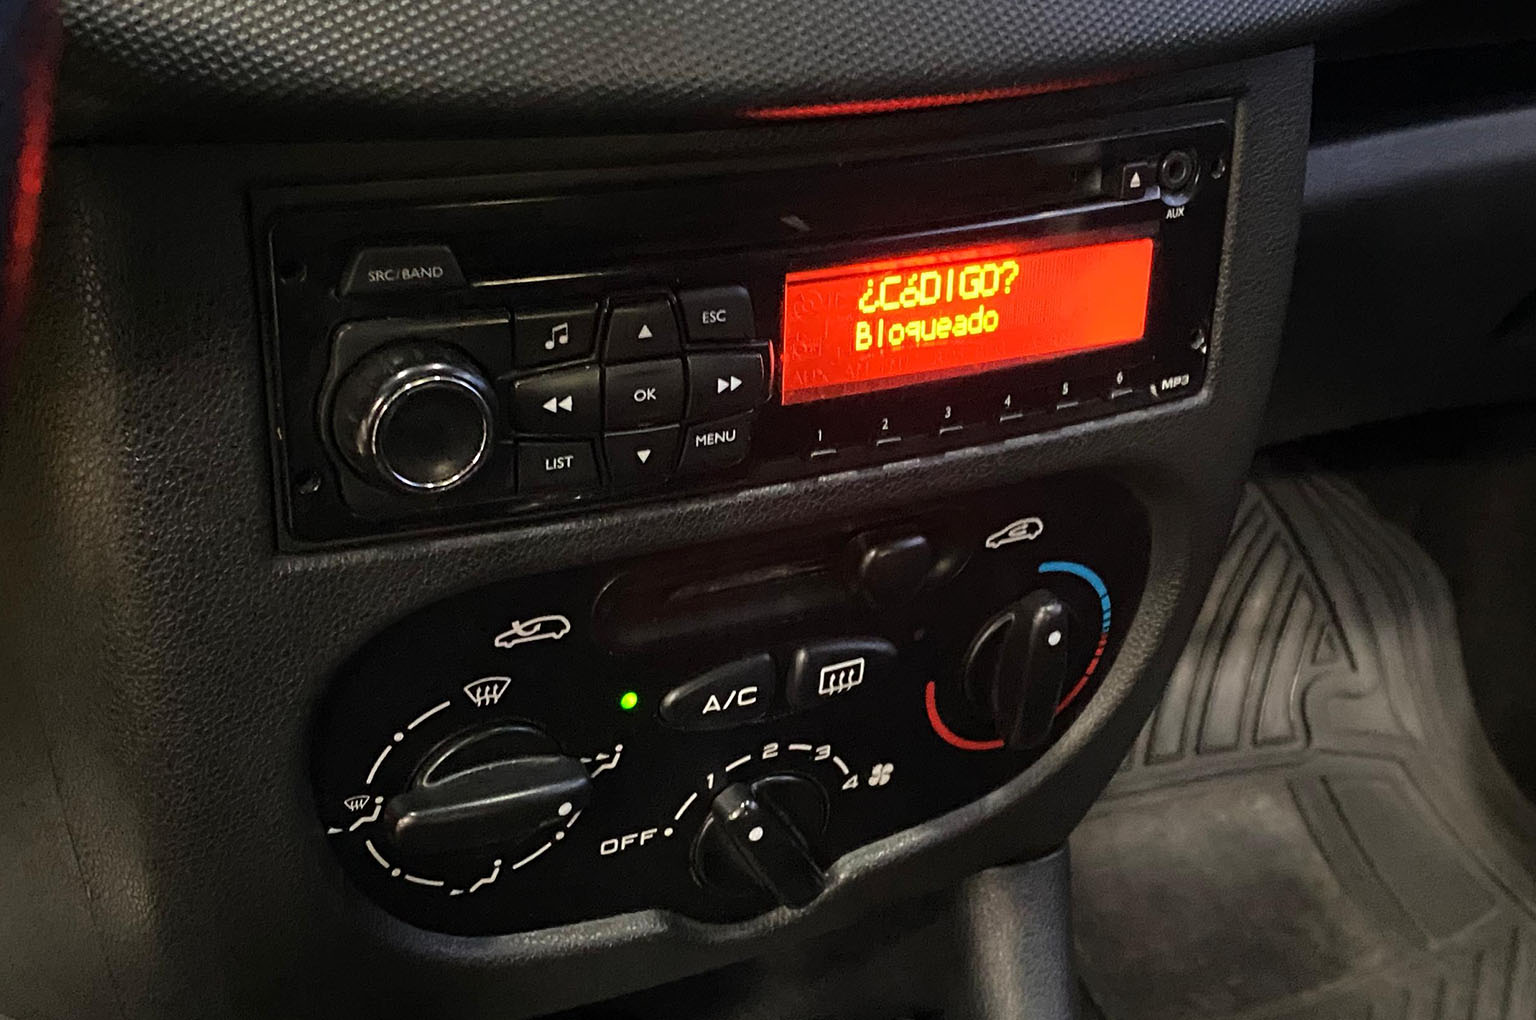 AUX
SRC/BAND
¿CóDIGO?
Bloqueado
ESC
OK
LIST
MENU
1 2 3 4 5 6
MP3
A/C
OFF 1 2 3 4